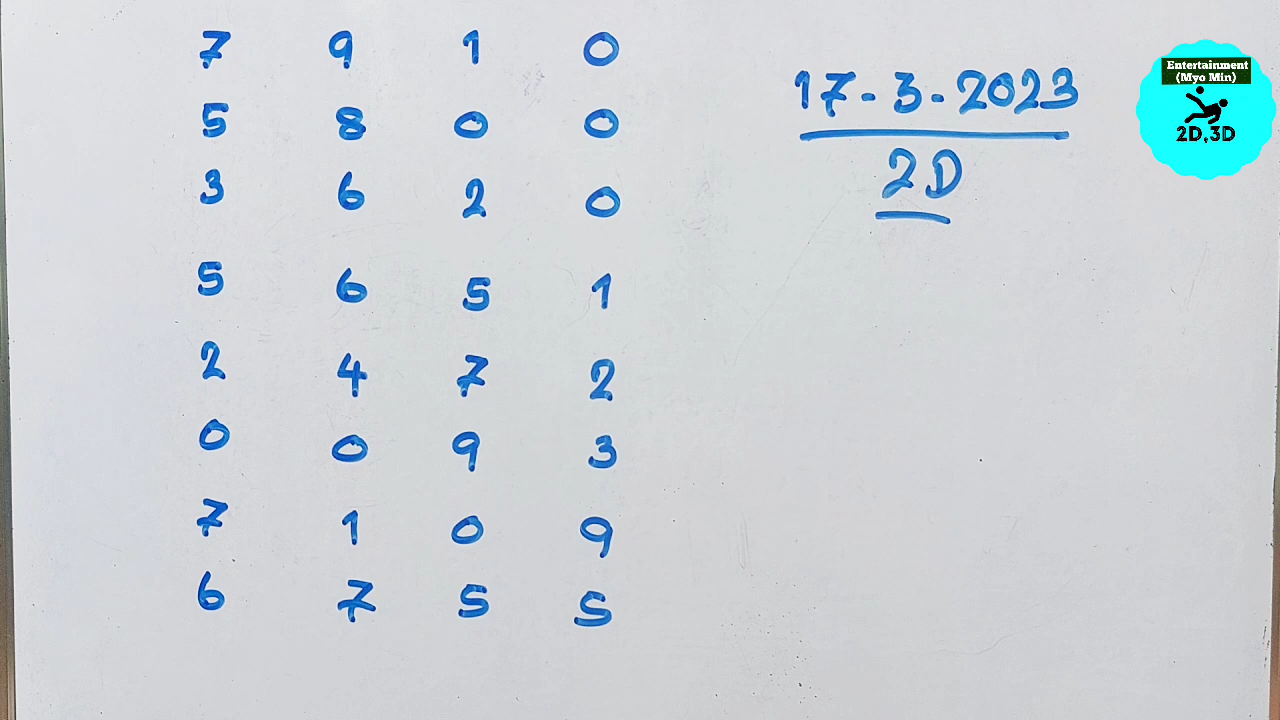 7 9 1 0
5 8 0 0
3 6 2 0
5 6 5 1
2 4 7 2
0 0 9 3
7 1 0 9
6 7 5 5
17-3-2023
2D
Entertainment
(Myo Min)
2D,3D